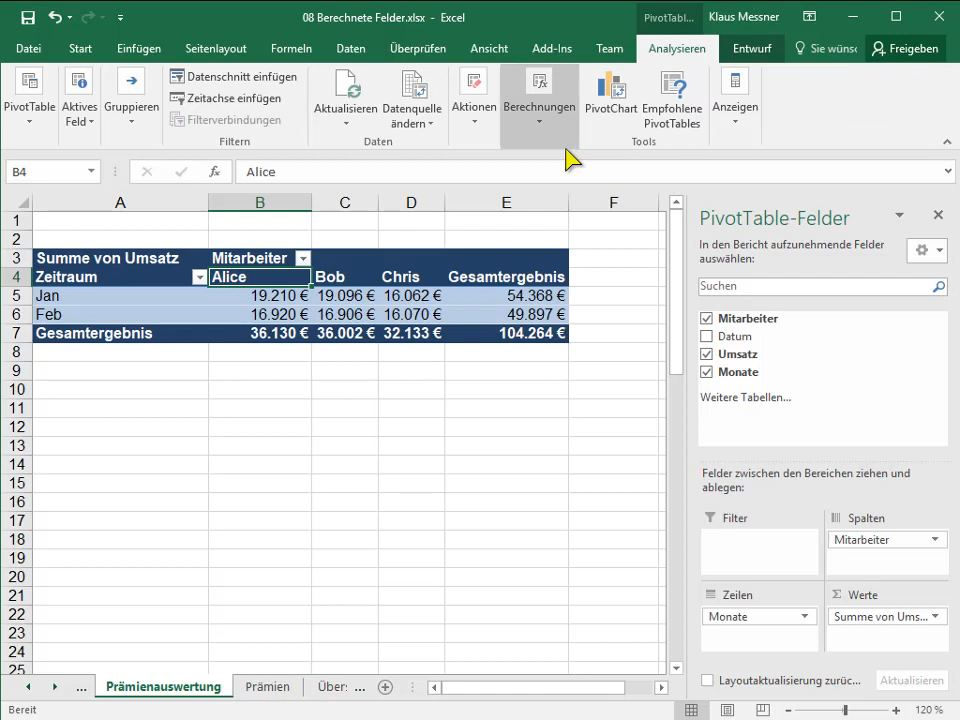 08 Berechnete Felder.xlsx - Excel
PivotTabl...
Klaus Messner
Datei
Start
Einfügen
Seitenlayout
Formeln
Daten
Überprüfen
Ansicht
Add-Ins
Team
Analysieren
Entwurf
Sie wüns
Freigeben
PivotTable
Aktives
Feld
Gruppieren
Datenschnitt einfügen
Zeitachse einfügen
Filterverbindungen
Filtern
Aktualisieren
Datenquelle
ändern
Daten
Aktionen
Berechnungen
PivotChart
Empfohlene
PivotTables
Tools
Anzeigen
B4
fx
Alice
A B C D E F
1
2
3 Summe von Umsatz Mitarbeiter
4 Zeitraum Alice Bob Chris Gesamtergebnis
5 Jan 19.210 € 19.096 € 16.062 € 54.368 €
6 Feb 16.920 € 16.906 € 16.070 € 49.897 €
7 Gesamtergebnis 36.130 € 36.002 € 32.133 € 104.264 €
8
9
10
11
12
13
14
15
16
17
18
19
20
21
22
23
24
25
PivotTable-Felder
In den Bericht aufzunehmende Felder
auswählen:
Suchen
Mitarbeiter
Datum
Umsatz
Monate
Weitere Tabellen...
Felder zwischen den Bereichen ziehen und
ablegen:
Filter
Spalten
Mitarbeiter
Zeilen
Σ Werte
Monate
Summe von Ums...
Layoutaktualisierung zurüc...
Aktualisieren
...
Prämienauswertung
Prämien
Über: ...
Bereit
120 %